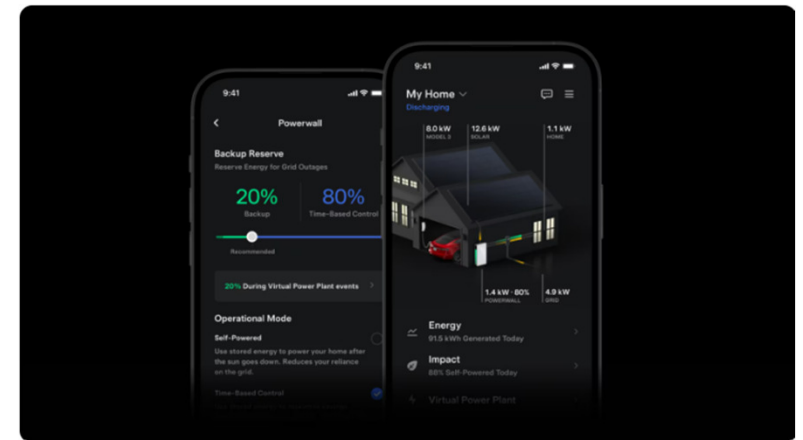 9:41
Powerwall
Backup Reserve
Reserve Energy for Grid Outages
20%
Backup
80%
Time-Based Control
Recommended
20% During Virtual Power Plant events
Operational Mode
Self-Powered
Use stored energy to power your home after
the sun goes down. Reduces your reliance
on the grid.
Time-Based Control
9:41
My Home
Discharging
8.0 kW
MODEL 3
12.6 kW
SOLAR
1.1 kW
HOME
1.4 kW · 80%
POWERWALL
4.9 kW
GRID
Energy
91.5 kWh Generated Today
Impact
88% Self-Powered Today
Virtual Power Plant